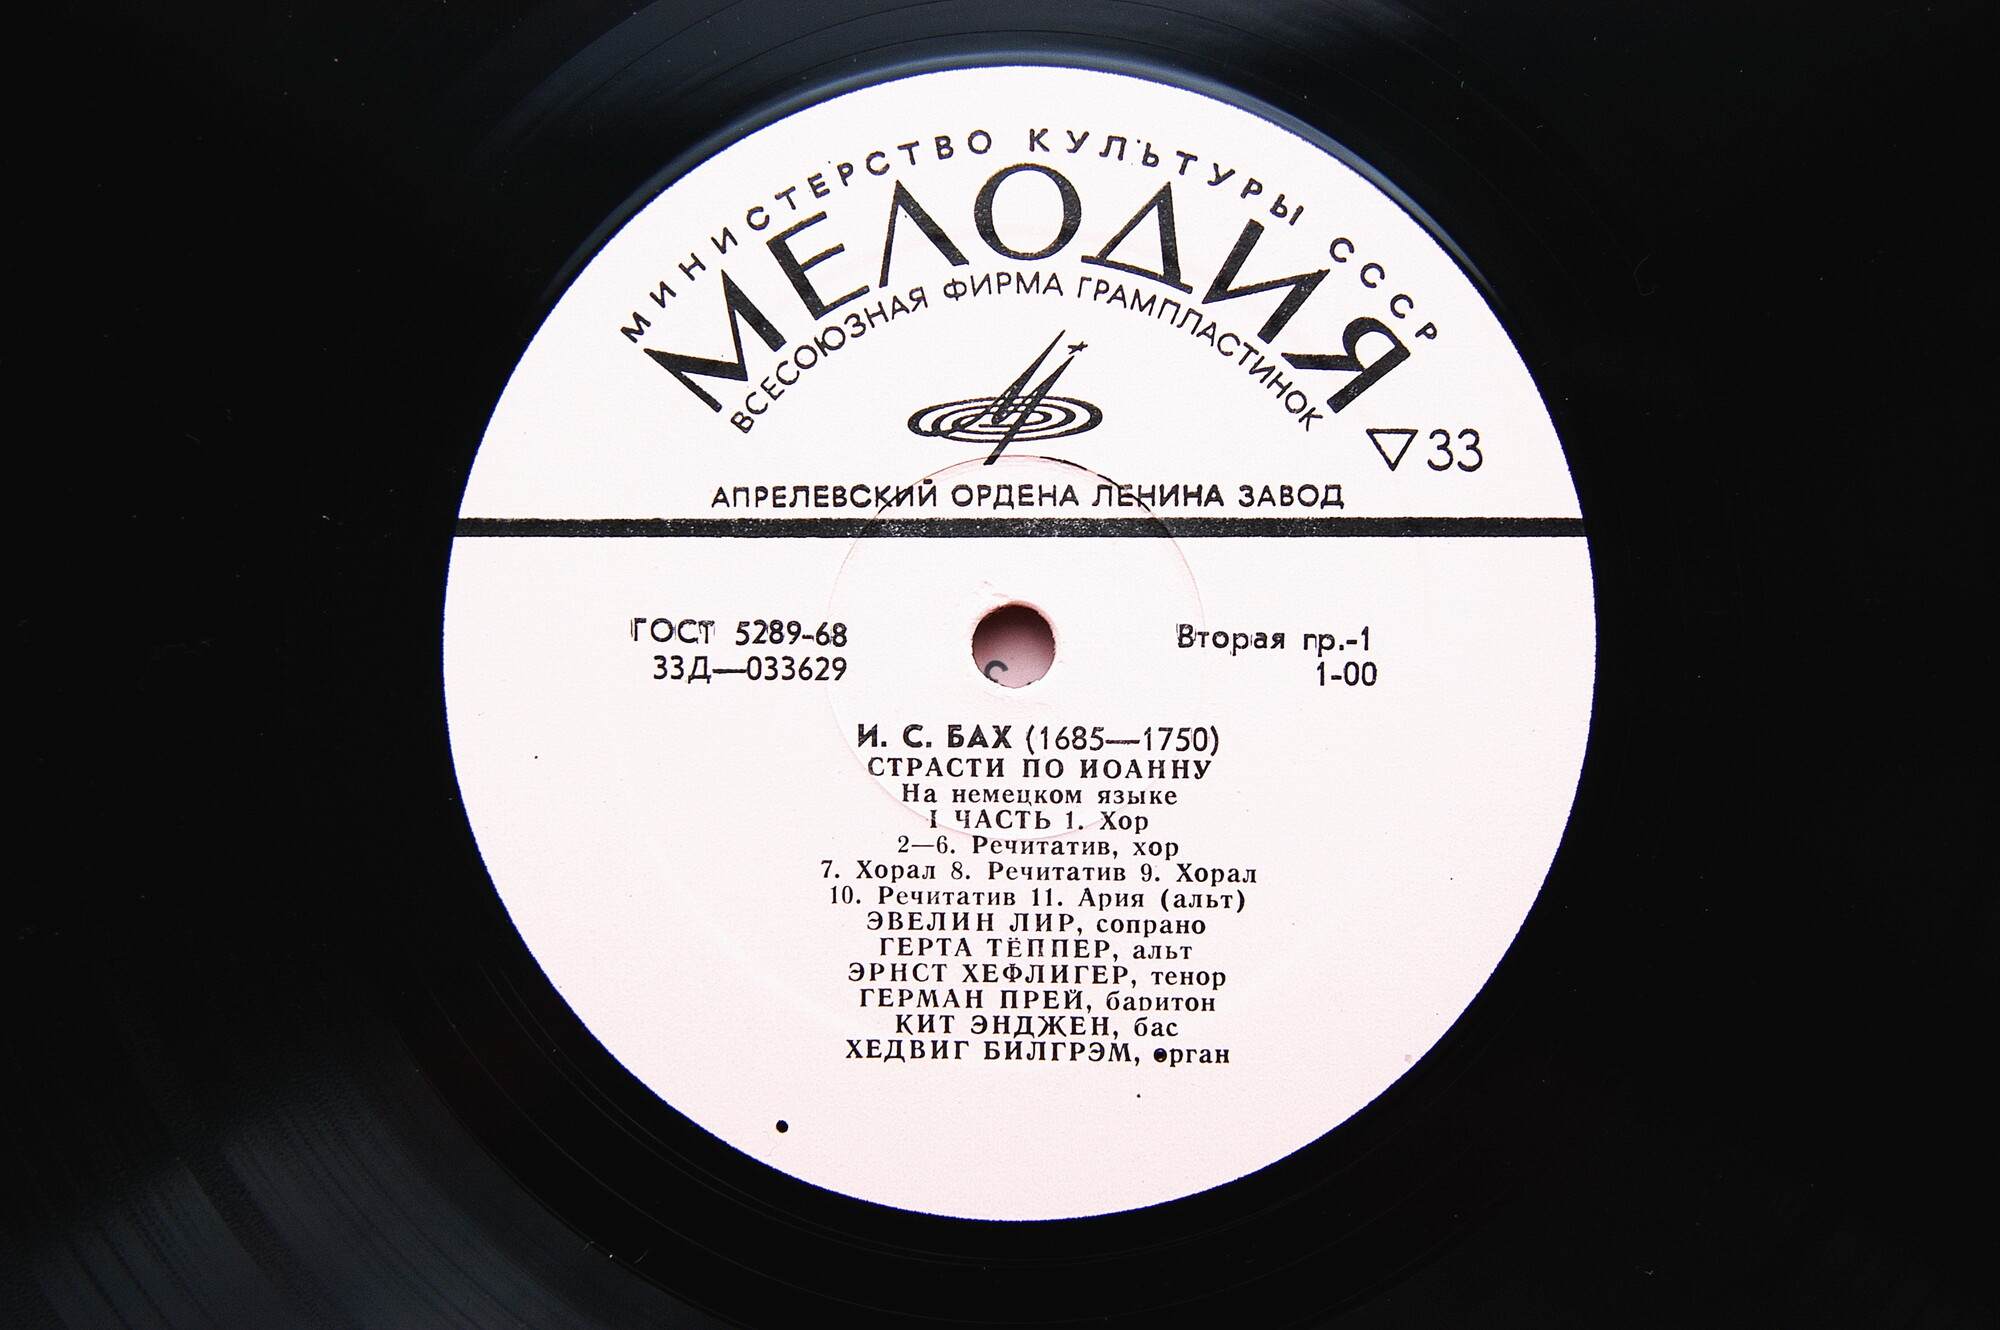 МИНИСТЕРСТВО КУЛЬТУРЫ СССР
МЕЛОДИЯ
ВСЕСОЮЗНАЯ ФИРМА ГРАМПЛАСТИНОК
▽33
АПРЕЛЕВСКИЙ ОРДЕНА ЛЕНИНА ЗАВОД
ГОСТ 5289-68
33Д—033629
Вторая пр.-1
1-00
И. С. БАХ (1685—1750)
СТРАСТИ ПО ИОАННУ
На немецком языке
I ЧАСТЬ 1. Хор
2—6. Речитатив, хор
7. Хорал 8. Речитатив 9. Хорал
10. Речитатив 11. Ария (альт)
ЭВЕЛИН ЛИР, сопрано
ГЕРТА ТЁППЕР, альт
ЭРНСТ ХЕФЛИГЕР, тенор
ГЕРМАН ПРЕЙ, баритон
КИТ ЭНДЖЕН, бас
ХЕДВИГ БИЛГРЭМ, орган